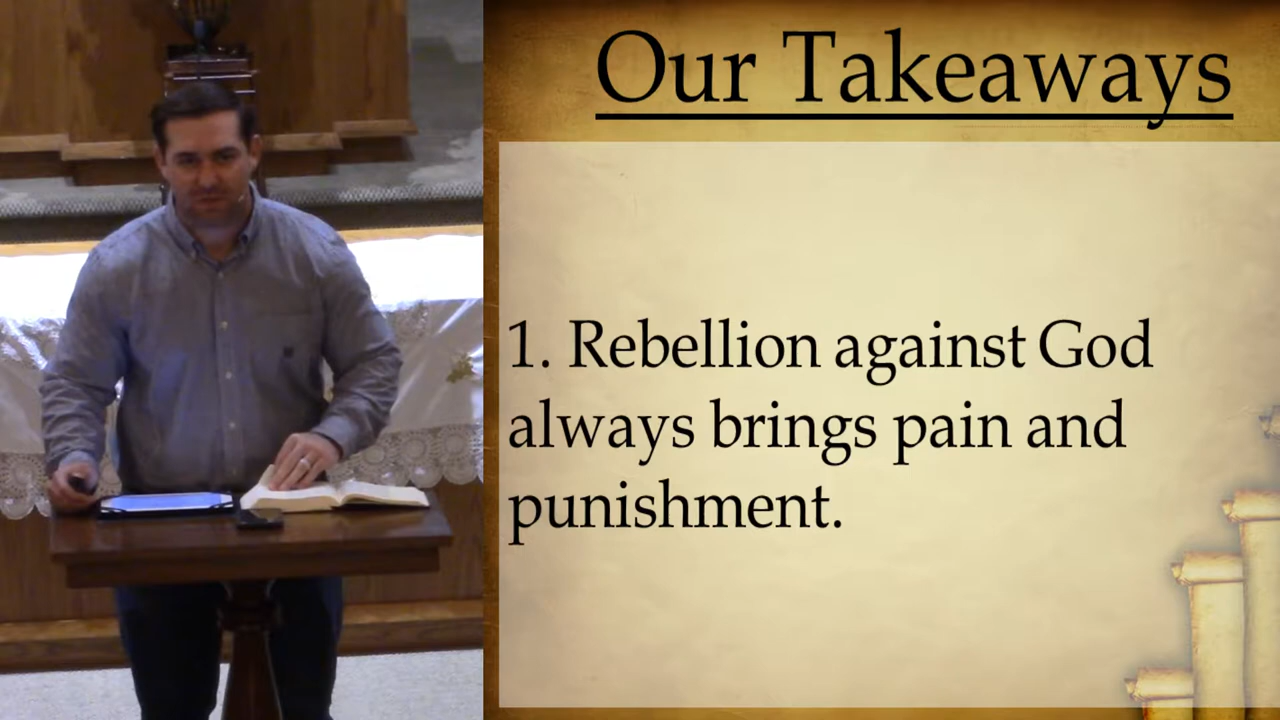 Our Takeaways
1. Rebellion against God
always brings pain and
punishment.